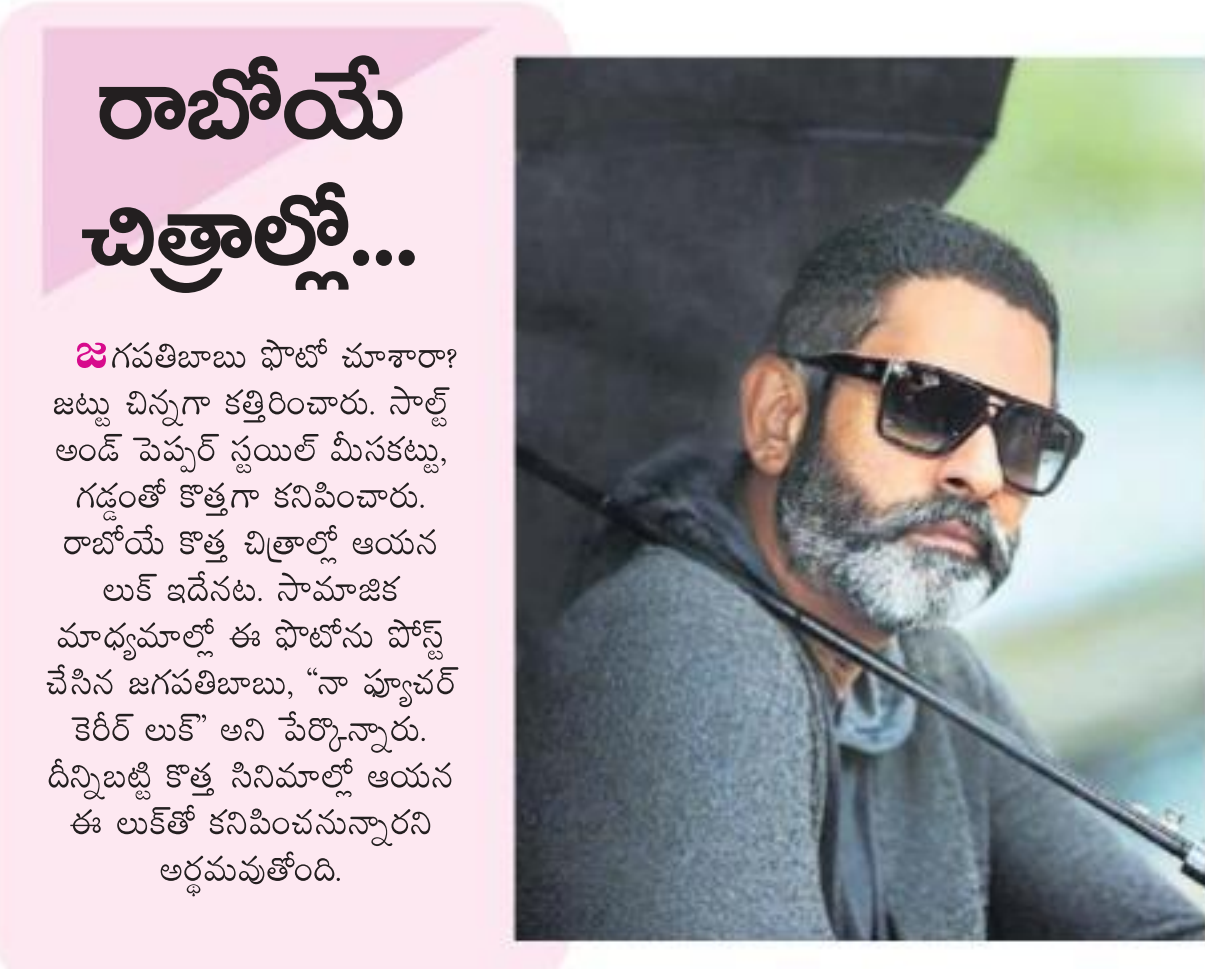 రాబోయే
చిత్రాల్లో...
జగపతిబాబు ఫొటో చూశారా?
జట్టు చిన్నగా కత్తిరించారు. సాల్ట్
అండ్ పెప్పర్ స్టయిల్ మీసకట్టు,
గడ్డంతో కొత్తగా కనిపించారు.
రాబోయే కొత్త చిత్రాల్లో ఆయన
లుక్ ఇదేనట. సామాజిక
మాధ్యమాల్లో ఈ ఫొటోను పోస్ట్
చేసిన జగపతిబాబు, “నా ఫ్యూచర్
కెరీర్ లుక్” అని పేర్కొన్నారు.
దీన్నిబట్టి కొత్త సినిమాల్లో ఆయన
ఈ లుక్‌తో కనిపించనున్నారని
అర్థమవుతోంది.